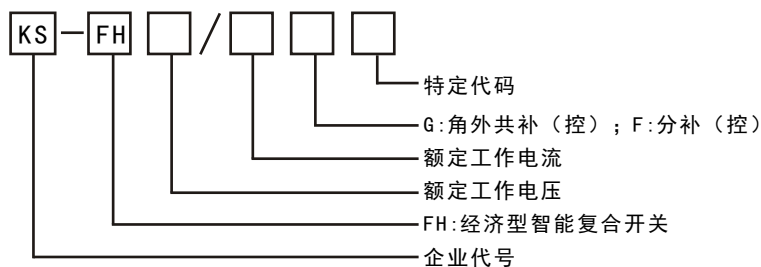 KS-FH□/□□□
特定代码
G:角外共补（控）；F:分补（控）
额定工作电流
额定工作电压
FH:经济型智能复合开关
企业代号